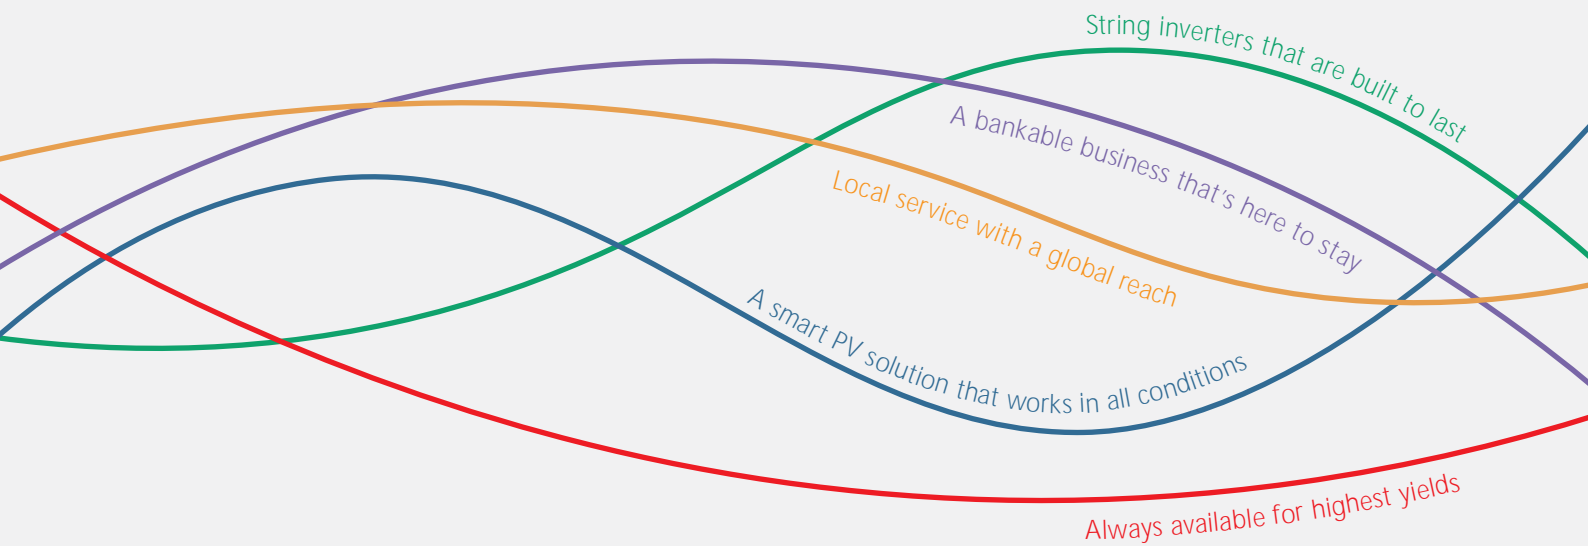 String inverters that are built to last
A bankable business that's here to stay
Local service with a global reach
A smart PV solution that works in all conditions
Always available for highest yields